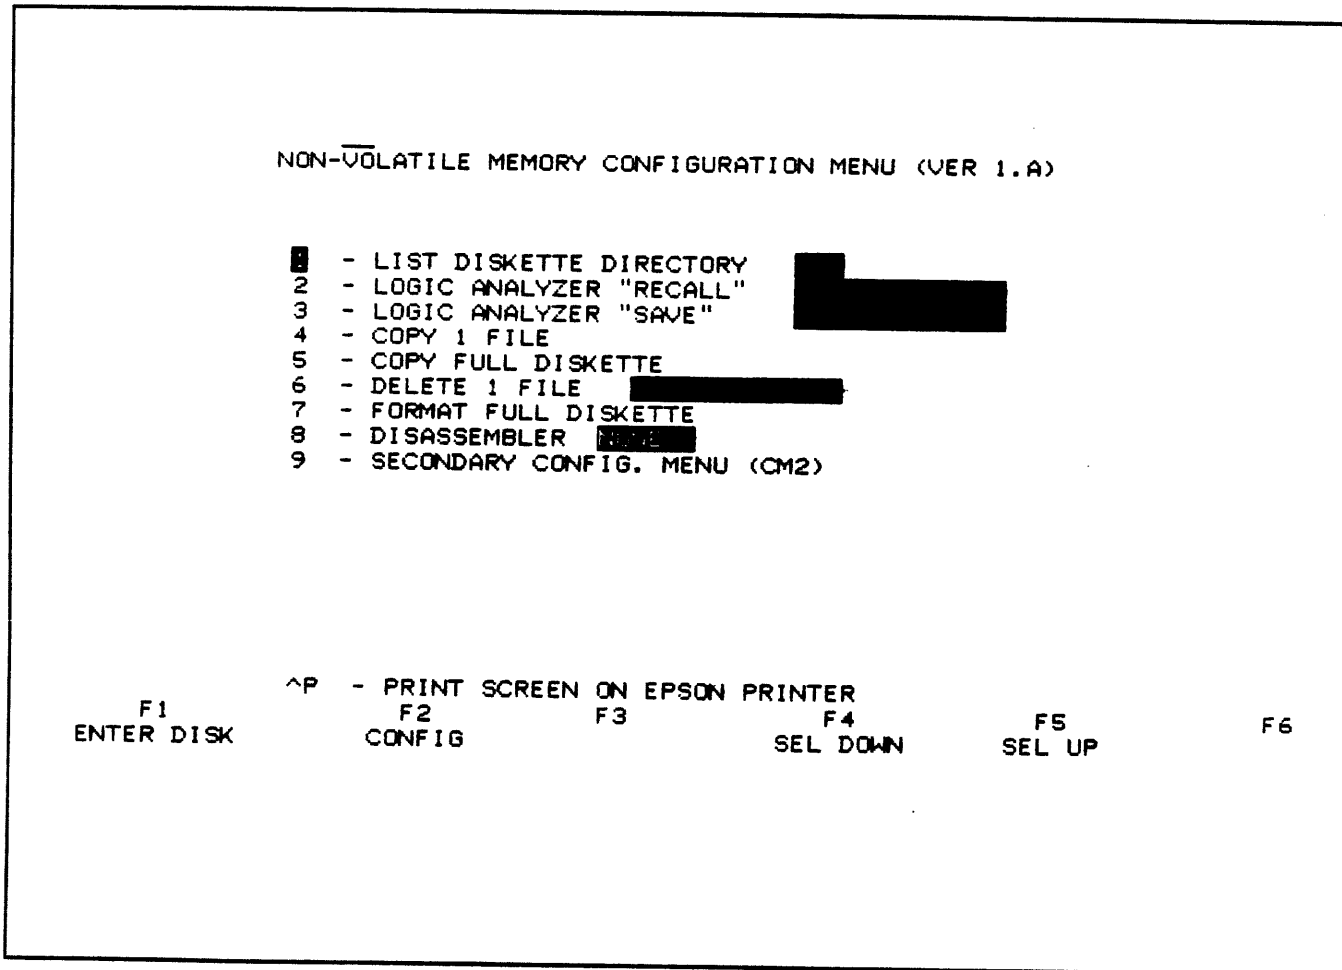 NON-VOLATILE MEMORY CONFIGURATION MENU (VER 1.A)
1 - LIST DISKETTE DIRECTORY
2 - LOGIC ANALYZER "RECALL"
3 - LOGIC ANALYZER "SAVE"
4 - COPY 1 FILE
5 - COPY FULL DISKETTE
6 - DELETE 1 FILE
7 - FORMAT FULL DISKETTE
8 - DISASSEMBLER NONE
9 - SECONDARY CONFIG. MENU (CM2)
^P - PRINT SCREEN ON EPSON PRINTER
F1 F2 F3 F4 F5 F6
ENTER DISK CONFIG SEL DOWN SEL UP